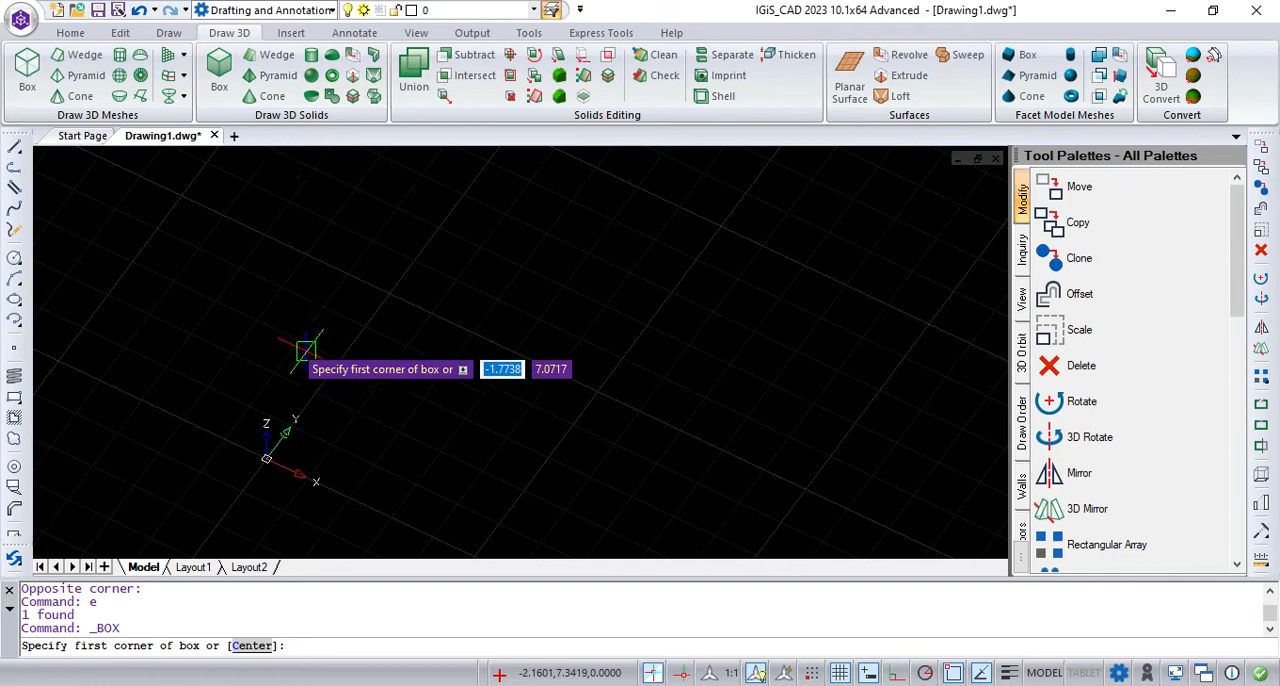 Drafting and Annotation
0
IGiS_CAD 2023 10.1x64 Advanced - [Drawing1.dwg*]
Home Edit Draw Draw 3D Insert Annotate View Output Tools Express Tools Help
Box
Wedge
Pyramid
Cone
Draw 3D Meshes
Box
Wedge
Pyramid
Cone
Draw 3D Solids
Union
Subtract
Intersect
Clean
Check
Separate
Imprint
Shell
Thicken
Solids Editing
Planar
Surface
Revolve
Extrude
Loft
Sweep
Surfaces
Box
Pyramid
Cone
Facet Model Meshes
3D
Convert
Convert
Start Page
Drawing1.dwg*
Tool Palettes - All Palettes
Modify
Inquiry
View
3D Orbit
Draw Order
Walls
Move
Copy
Clone
Offset
Scale
Delete
Rotate
3D Rotate
Mirror
3D Mirror
Rectangular Array
Specify first corner of box or -1.7738 7.0717
Z
Y
X
Model Layout1 Layout2
Opposite corner:
Command: e
1 found
Command: _BOX
Specify first corner of box or [Center]:
-2.1601,7.3419,0.0000
1:1
MODEL
TABLET